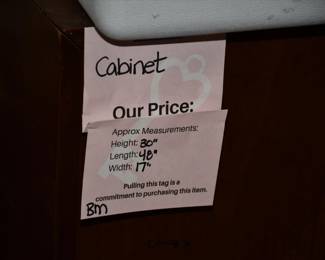 Cabinet
Our Price:
Approx Measurements:
Height: 30"
Length: 48"
Width: 17"
Pulling this tag is a
commitment to purchasing this item.
BM